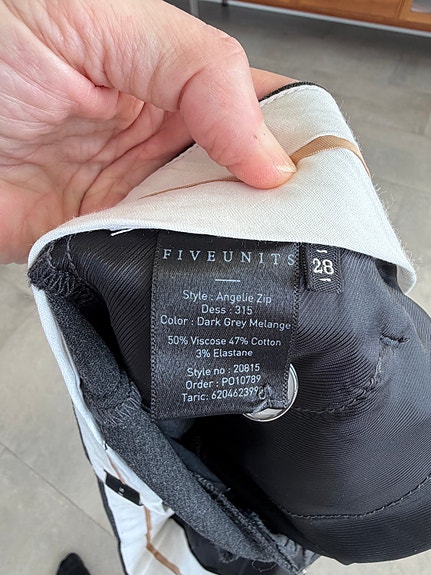 FIVEUNITS
28
Style : Angelie Zip
Dess : 315
Color : Dark Grey Melange
50% Viscose 47% Cotton
3% Elastane
Style no : 20815
Order : PO10789
Taric: